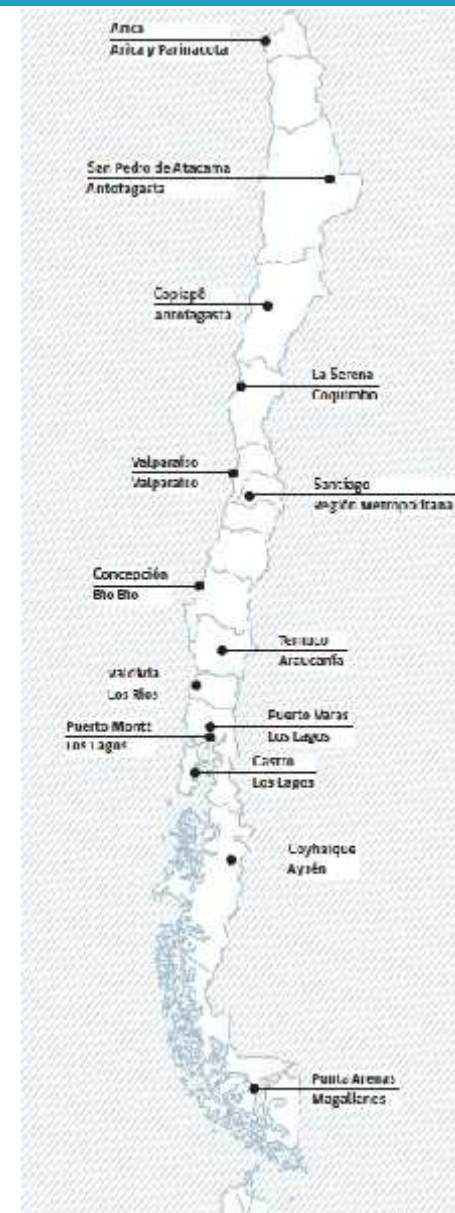 Arica
Arica y Parinacota
San Pedro de Atacama
Antofagasta
Copiapó
Antofagasta
La Serena
Coquimbo
Valparaíso
Valparaíso
Santiago
Región Metropolitana
Concepción
Bío Bío
Temuco
Araucanía
Valdivia
Los Ríos
Puerto Varas
Los Lagos
Puerto Montt
Los Lagos
Castro
Los Lagos
Coyhaique
Aysén
Punta Arenas
Magallanes